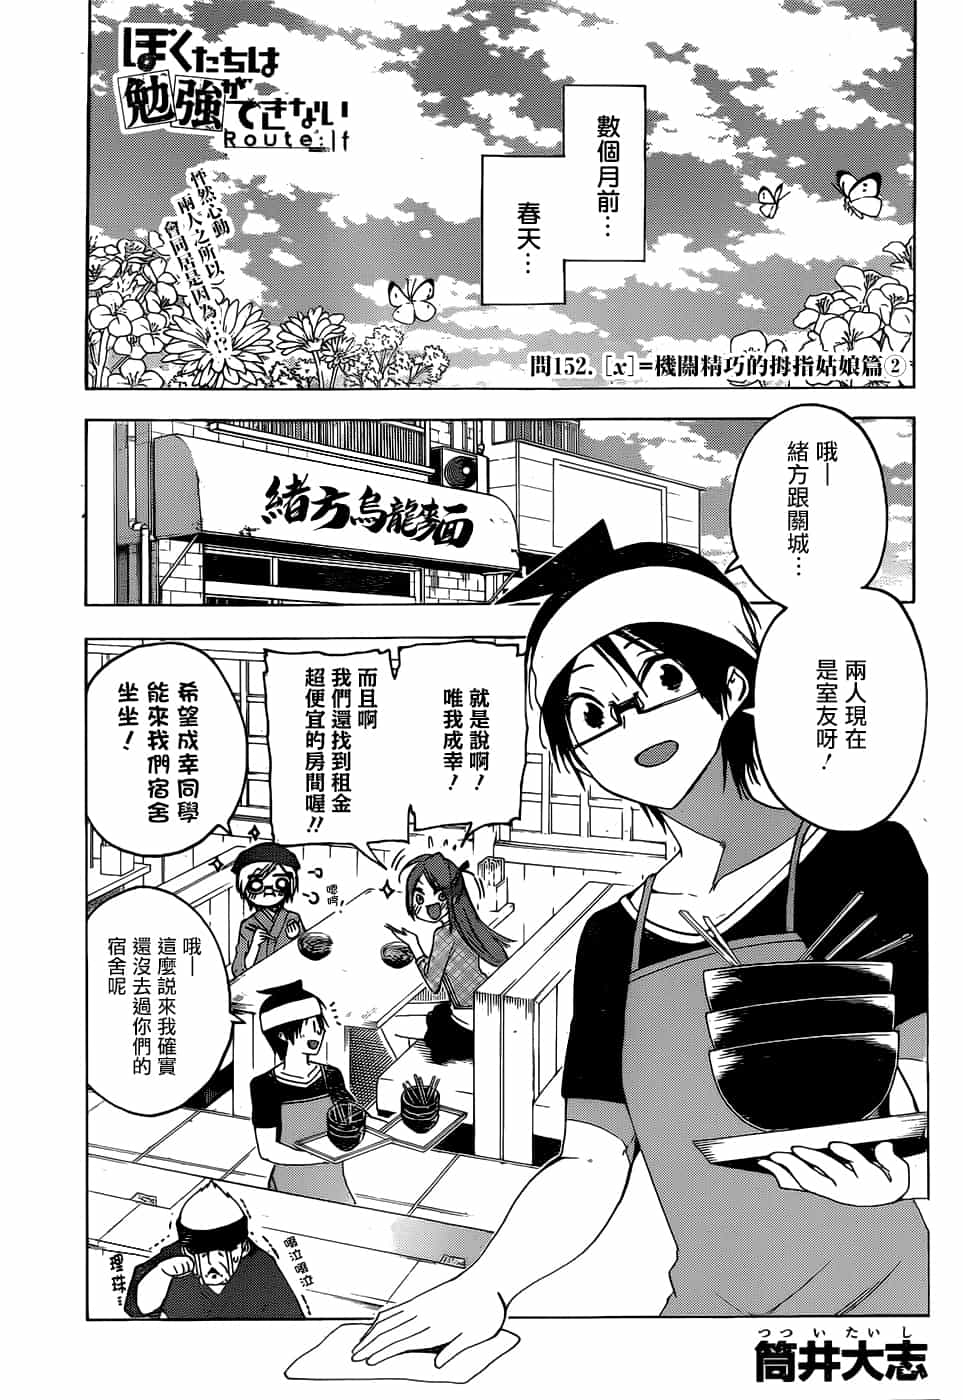 ぼくたちは
勉強ができない
Route:If
數個月前…
春天…
怦然心動
兩人之所以
會同居是因為…!?
問152. [x]=機關精巧的拇指姑娘篇②
緒方烏龍麵
哦—
緒方跟關城…
兩人現在
是室友呀!
就是說啊!
唯我成幸!
而且啊
我們還找到租金
超便宜的房間喔!!
希望成幸同學
能來我們宿舍
坐坐!
哦—
這麼說來我確實
還沒去過你們的
宿舍呢
嗚泣嗚泣
理珠…
つつい たいし
筒井大志